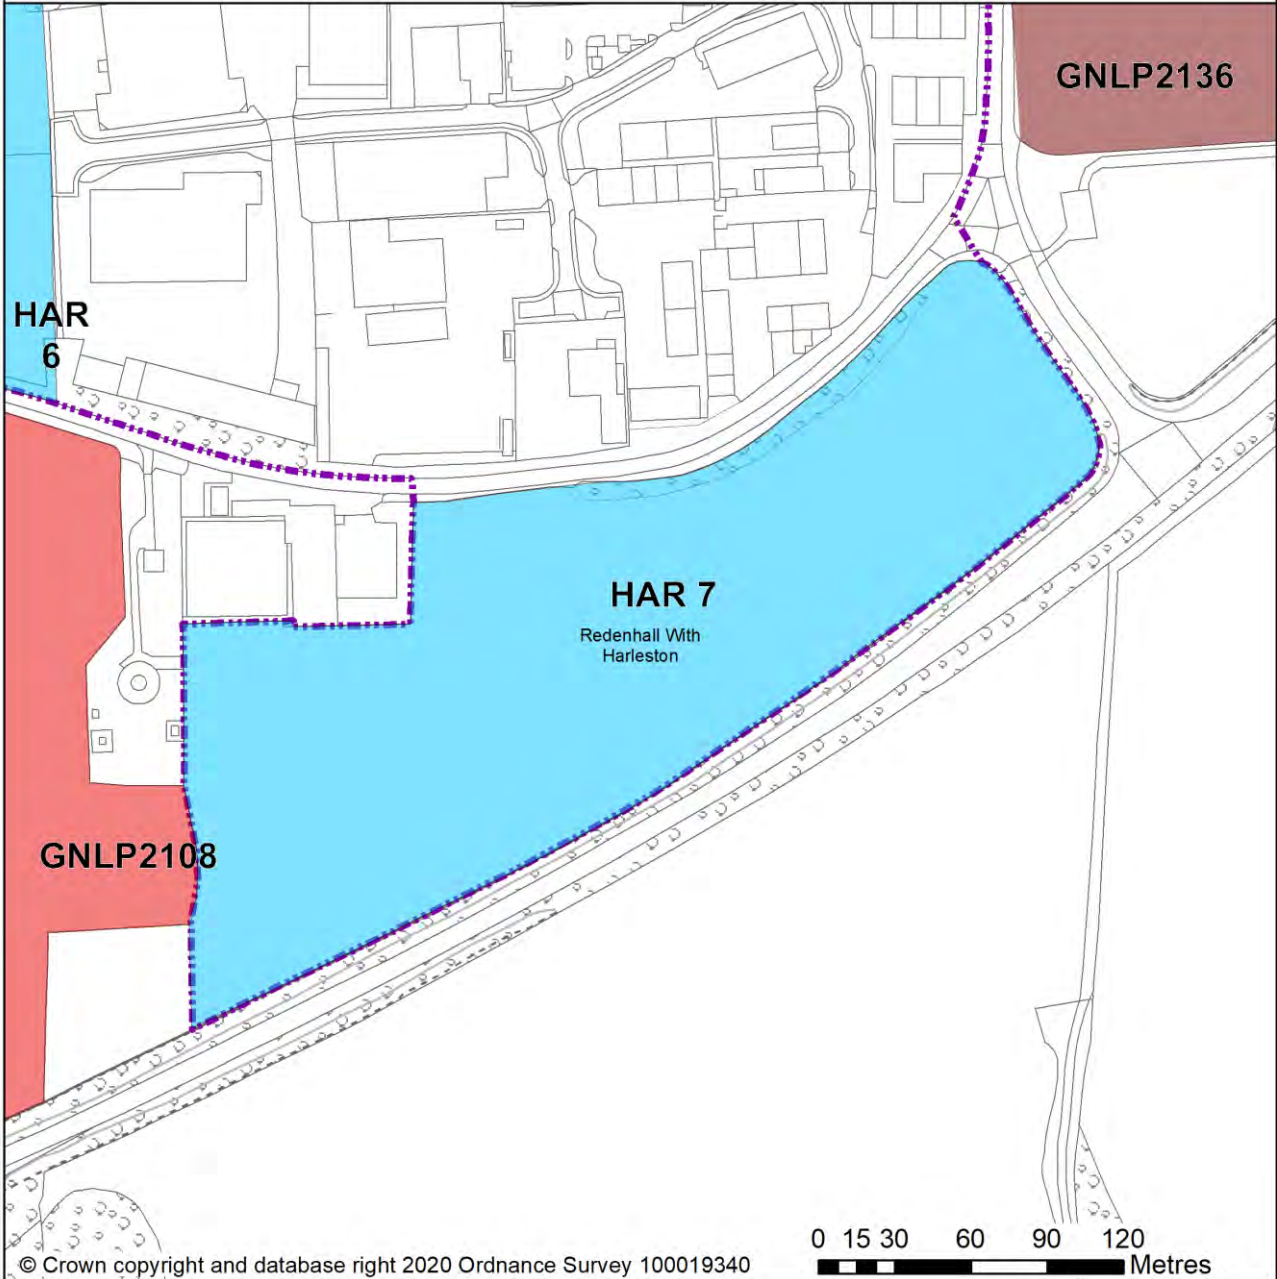 GNLP2136
HAR
6
HAR 7
Redenhall With
Harleston
GNLP2108
0 15 30 60 90 120
Metres
© Crown copyright and database right 2020 Ordnance Survey 100019340